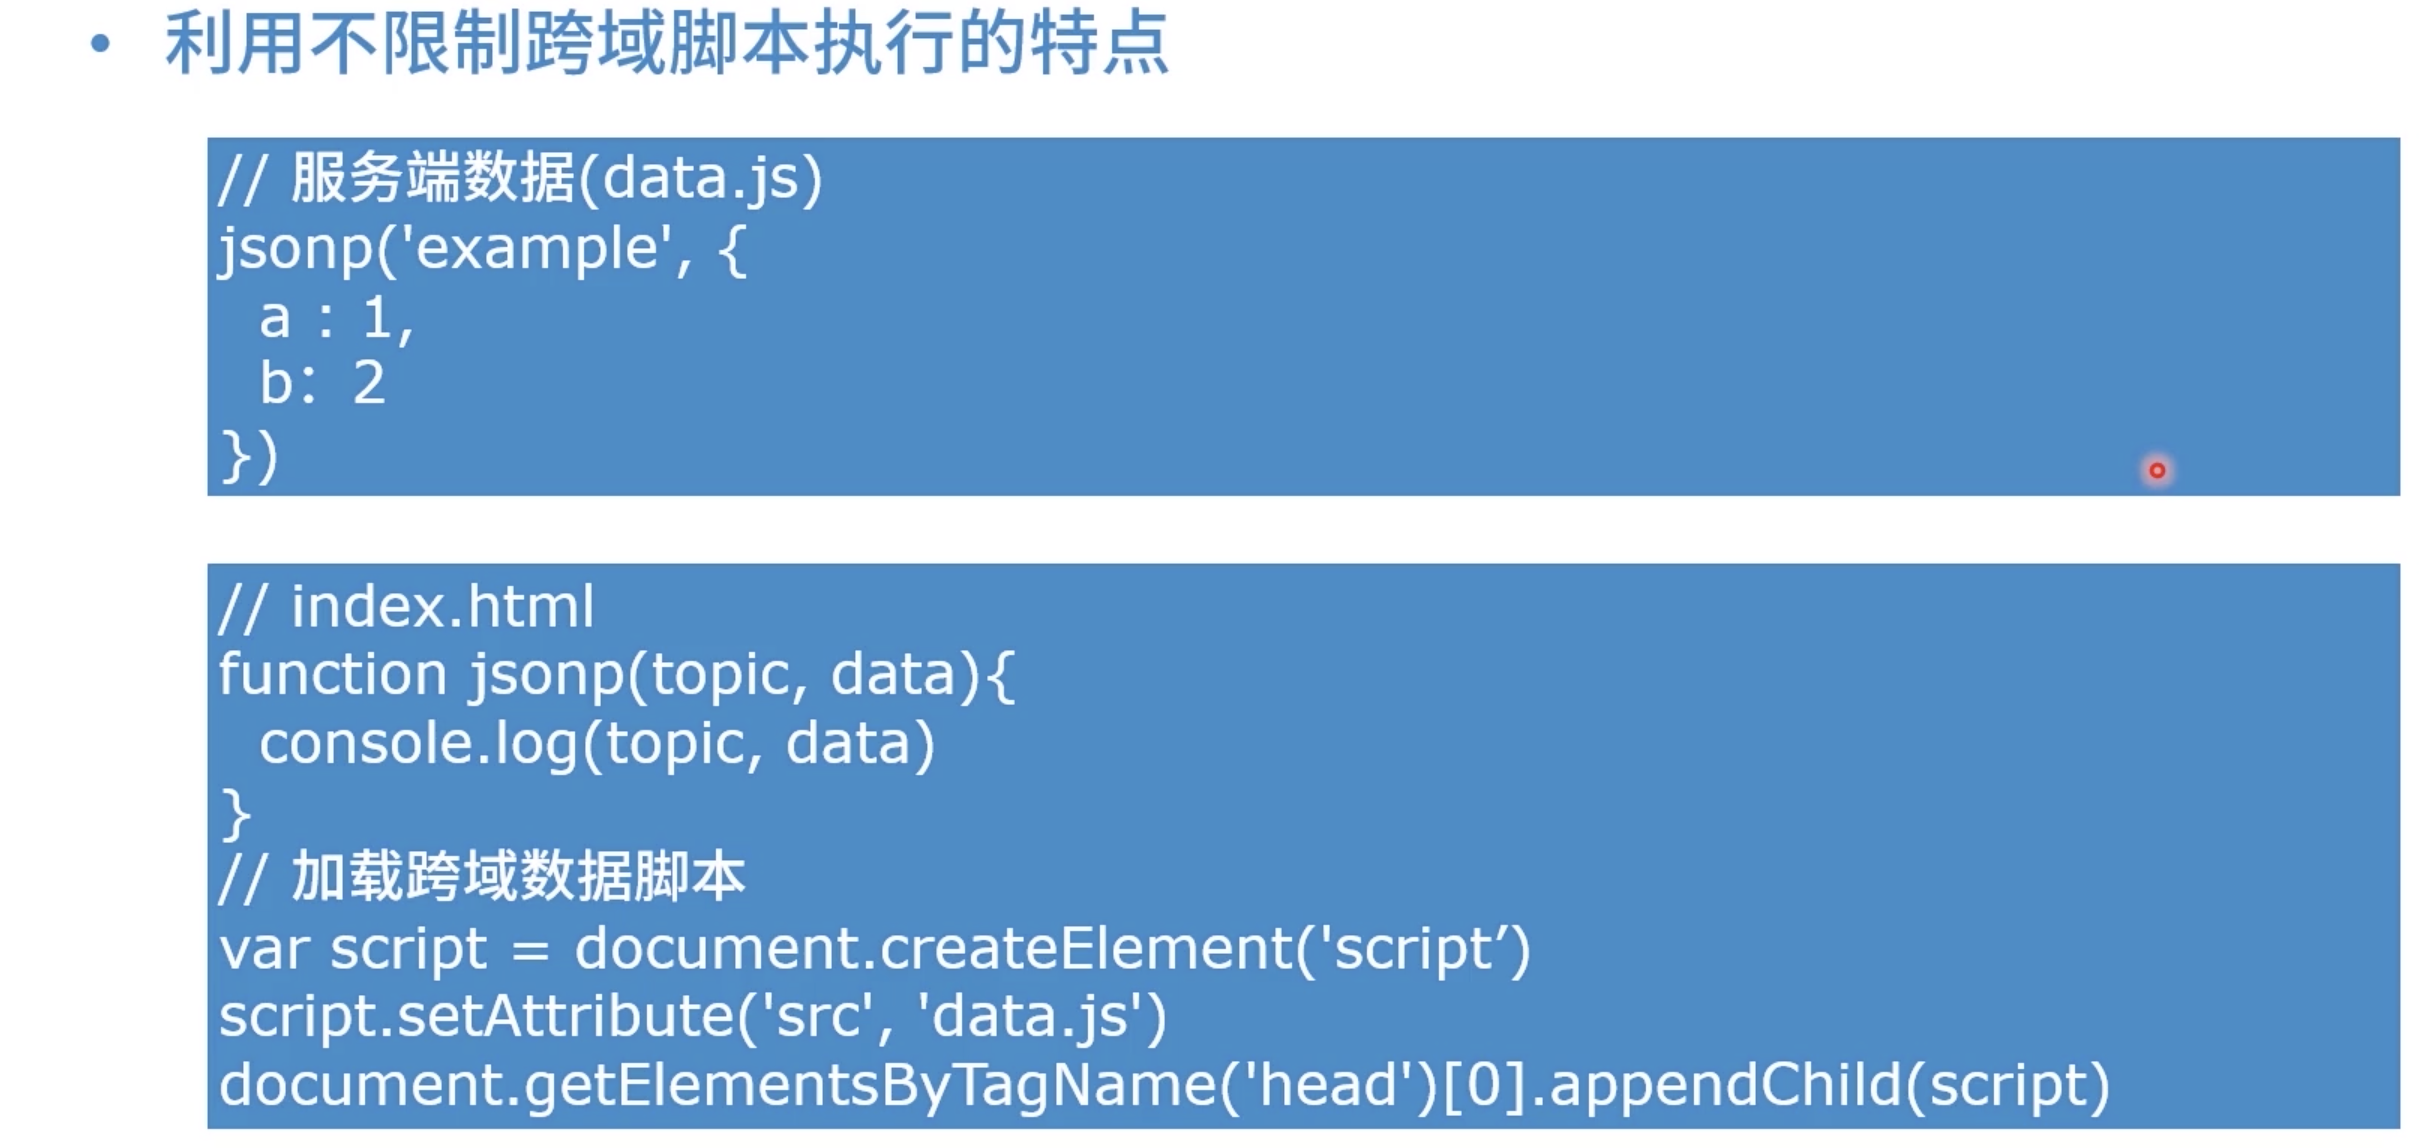 • 利用不限制跨域脚本执行的特点
// 服务端数据(data.js)
jsonp('example', {
  a : 1,
  b: 2
})
// index.html
function jsonp(topic, data){
  console.log(topic, data)
}
// 加载跨域数据脚本
var script = document.createElement('script’)
script.setAttribute('src', 'data.js')
document.getElementsByTagName('head')[0].appendChild(script)